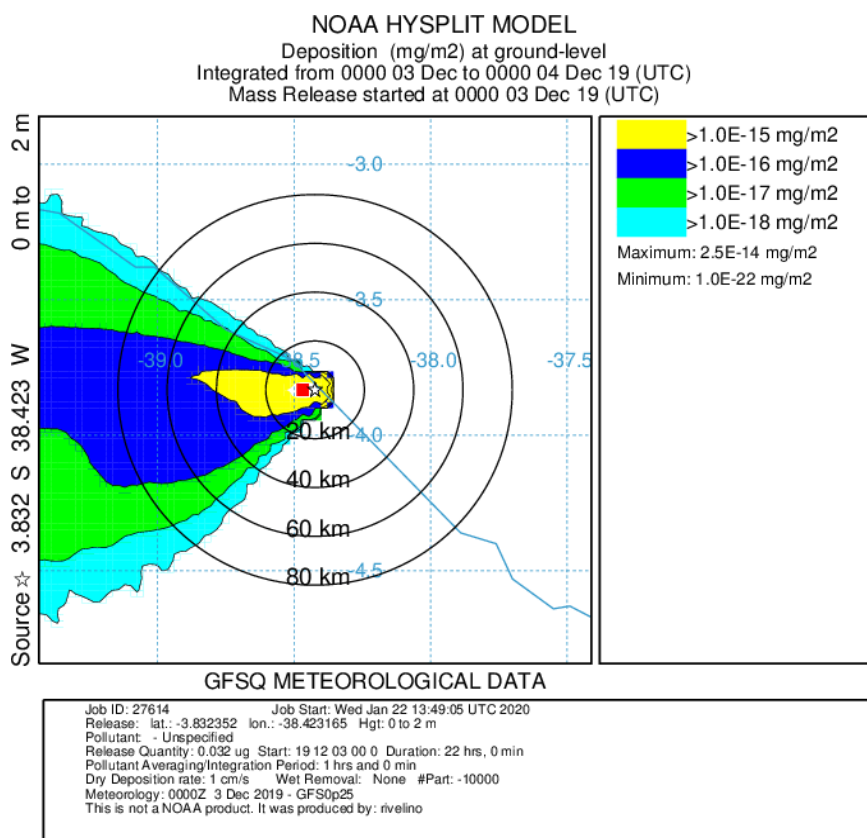 NOAA HYSPLIT MODEL
Deposition (mg/m2) at ground-level
Integrated from 0000 03 Dec to 0000 04 Dec 19 (UTC)
Mass Release started at 0000 03 Dec 19 (UTC)
Source ☆ 3.832 S 38.423 W 0 m to 2 m
-3.0
-3.5
-39.0
-38.0
-37.5
20 km
-4.0
40 km
60 km
80 km
-4.5
>1.0E-15 mg/m2
>1.0E-16 mg/m2
>1.0E-17 mg/m2
>1.0E-18 mg/m2
Maximum: 2.5E-14 mg/m2
Minimum: 1.0E-22 mg/m2
GFSQ METEOROLOGICAL DATA
Job ID: 27614 Job Start: Wed Jan 22 13:49:05 UTC 2020
Release: lat.: -3.832352 lon.: -38.423165 Hgt: 0 to 2 m
Pollutant: - Unspecified
Release Quantity: 0.032 ug Start: 19 12 03 00 0 Duration: 22 hrs, 0 min
Pollutant Averaging/Integration Period: 1 hrs and 0 min
Dry Deposition rate: 1 cm/s Wet Removal: None #Part: -10000
Meteorology: 0000Z 3 Dec 2019 - GFS0p25
This is not a NOAA product. It was produced by: rivelino